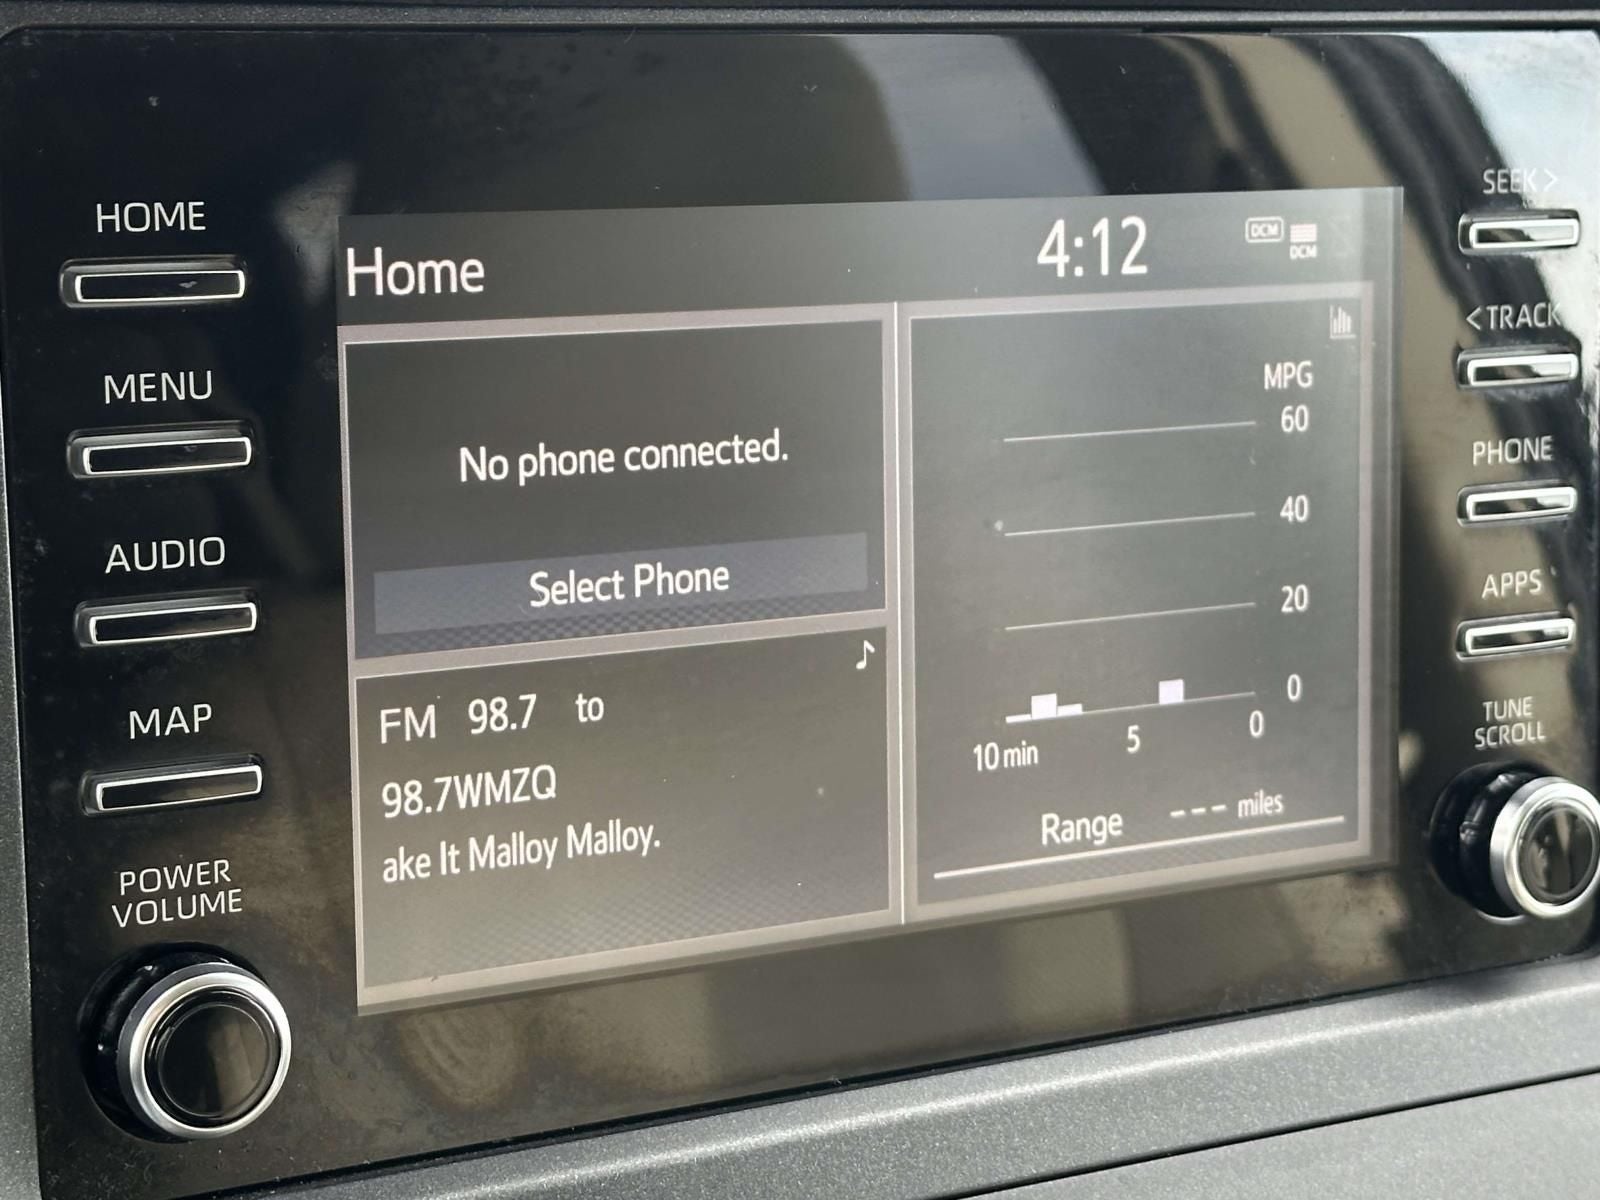 HOME
MENU
AUDIO
MAP
POWER
VOLUME
Home
4:12
DCM
DCM
No phone connected.
Select Phone
FM 98.7 to
98.7WMZQ
ake It Malloy Malloy.
MPG
60
40
20
0
10 min 5 0
Range --- miles
SEEK >
< TRACK
PHONE
APPS
TUNE
SCROLL